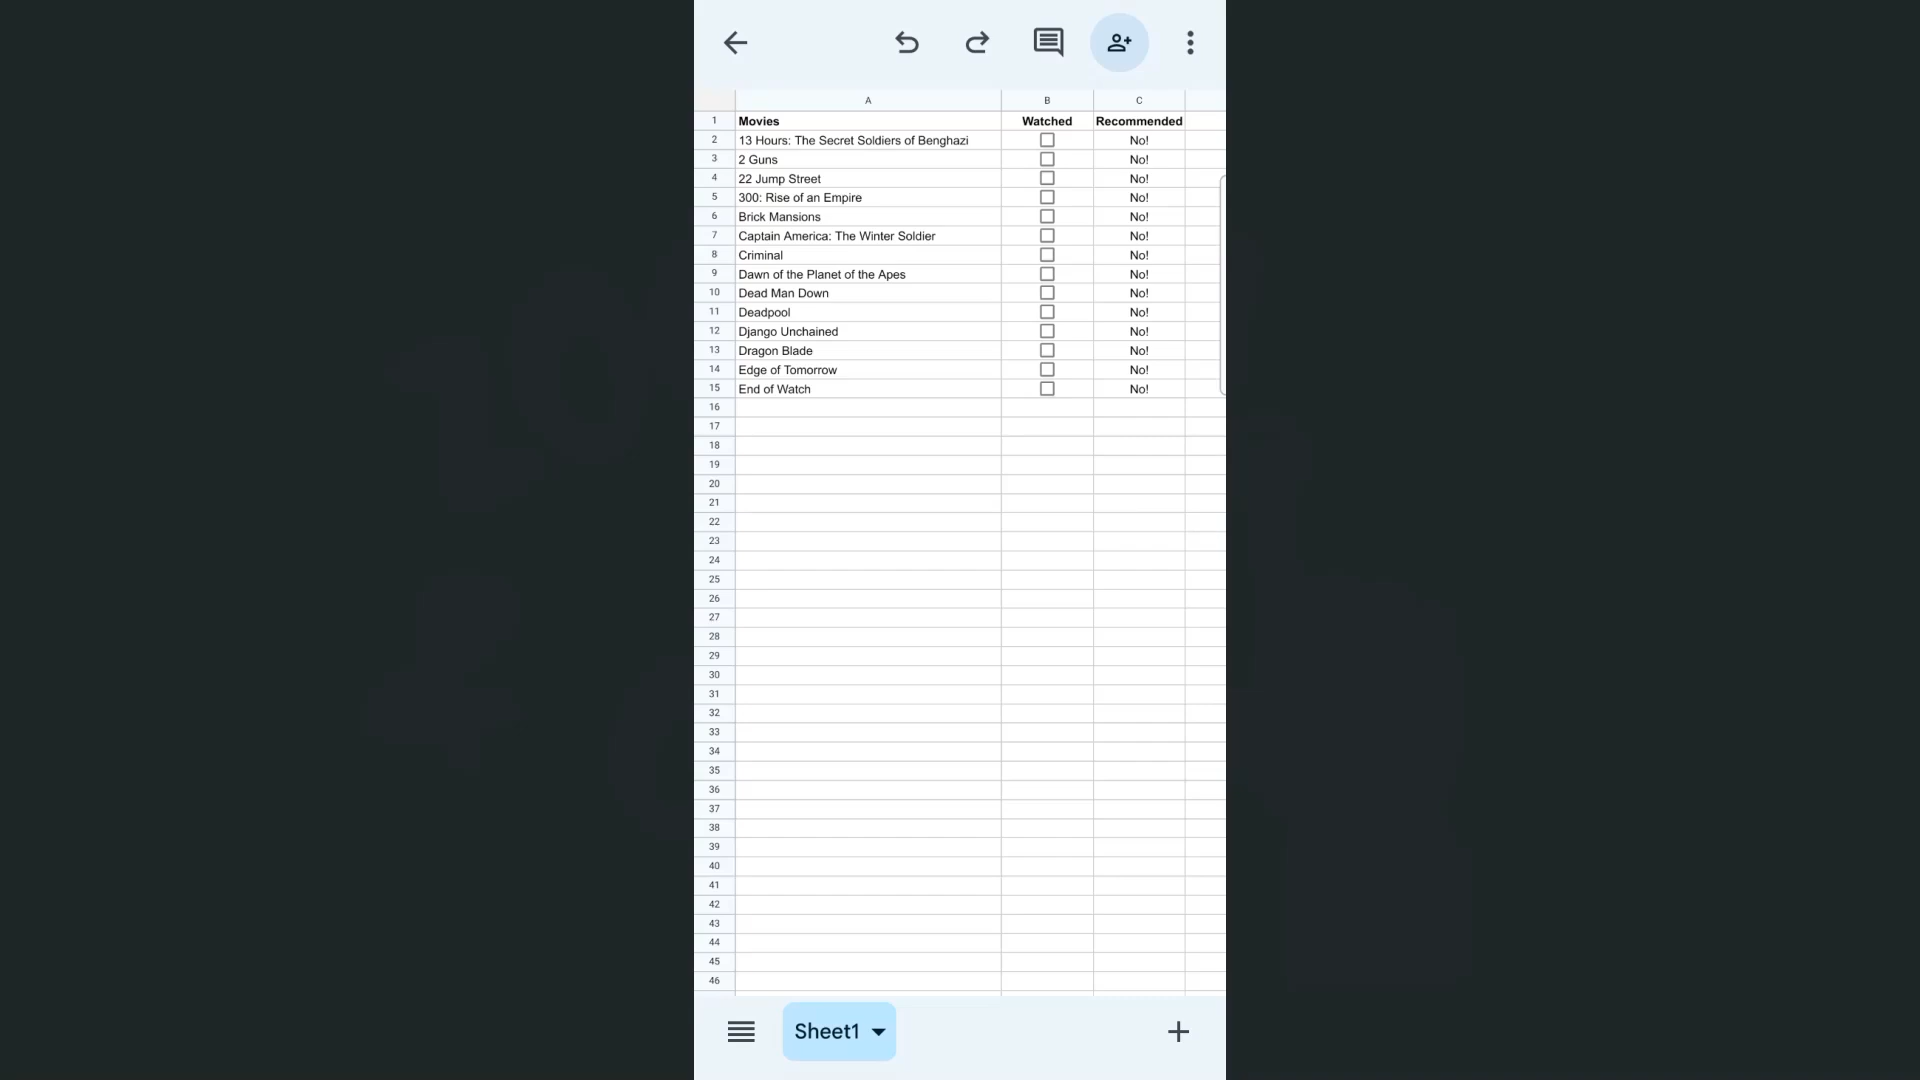 A B C
1 Movies Watched Recommended
2 13 Hours: The Secret Soldiers of Benghazi No!
3 2 Guns No!
4 22 Jump Street No!
5 300: Rise of an Empire No!
6 Brick Mansions No!
7 Captain America: The Winter Soldier No!
8 Criminal No!
9 Dawn of the Planet of the Apes No!
10 Dead Man Down No!
11 Deadpool No!
12 Django Unchained No!
13 Dragon Blade No!
14 Edge of Tomorrow No!
15 End of Watch No!
16
17
18
19
20
21
22
23
24
25
26
27
28
29
30
31
32
33
34
35
36
37
38
39
40
41
42
43
44
45
46
Sheet1